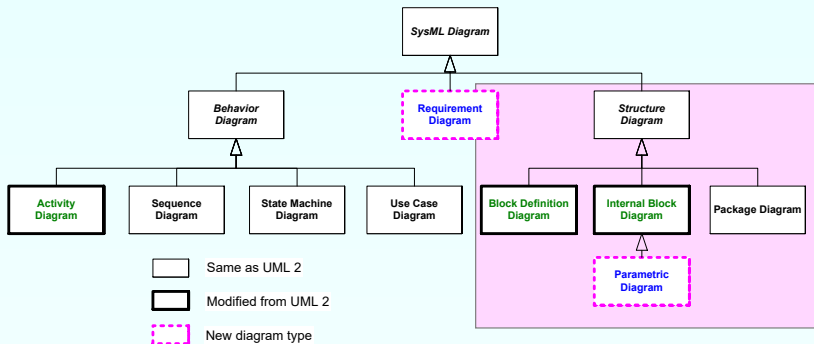 SysML Diagram
Behavior
Diagram
Requirement
Diagram
Structure
Diagram
Activity
Diagram
Sequence
Diagram
State Machine
Diagram
Use Case
Diagram
Block Definition
Diagram
Internal Block
Diagram
Package Diagram
Parametric
Diagram
Same as UML 2
Modified from UML 2
New diagram type